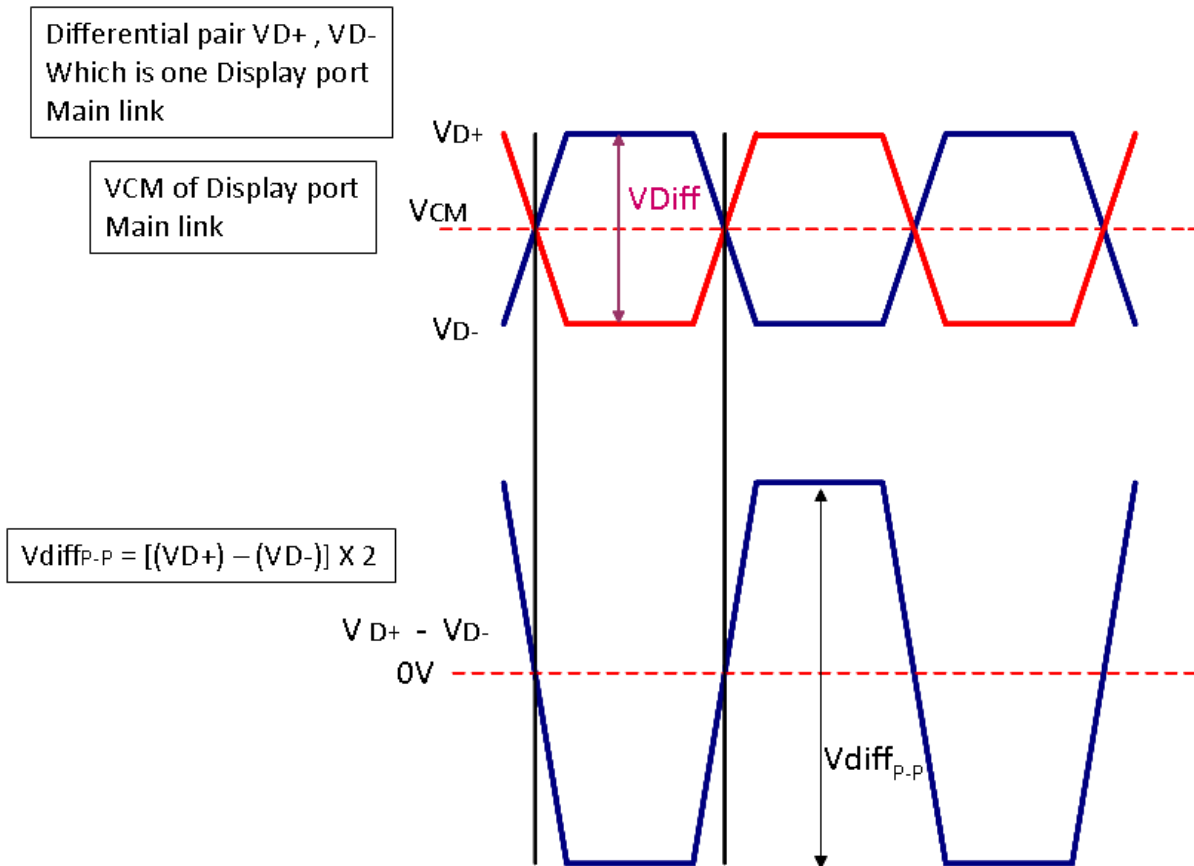 Differential pair VD+ , VD-
Which is one Display port
Main link
VCM of Display port
Main link
VD+
VDiff
VCM
VD-
VdiffP-P = [(VD+) – (VD-)] X 2
V D+ - VD-
0V
VdiffP-P